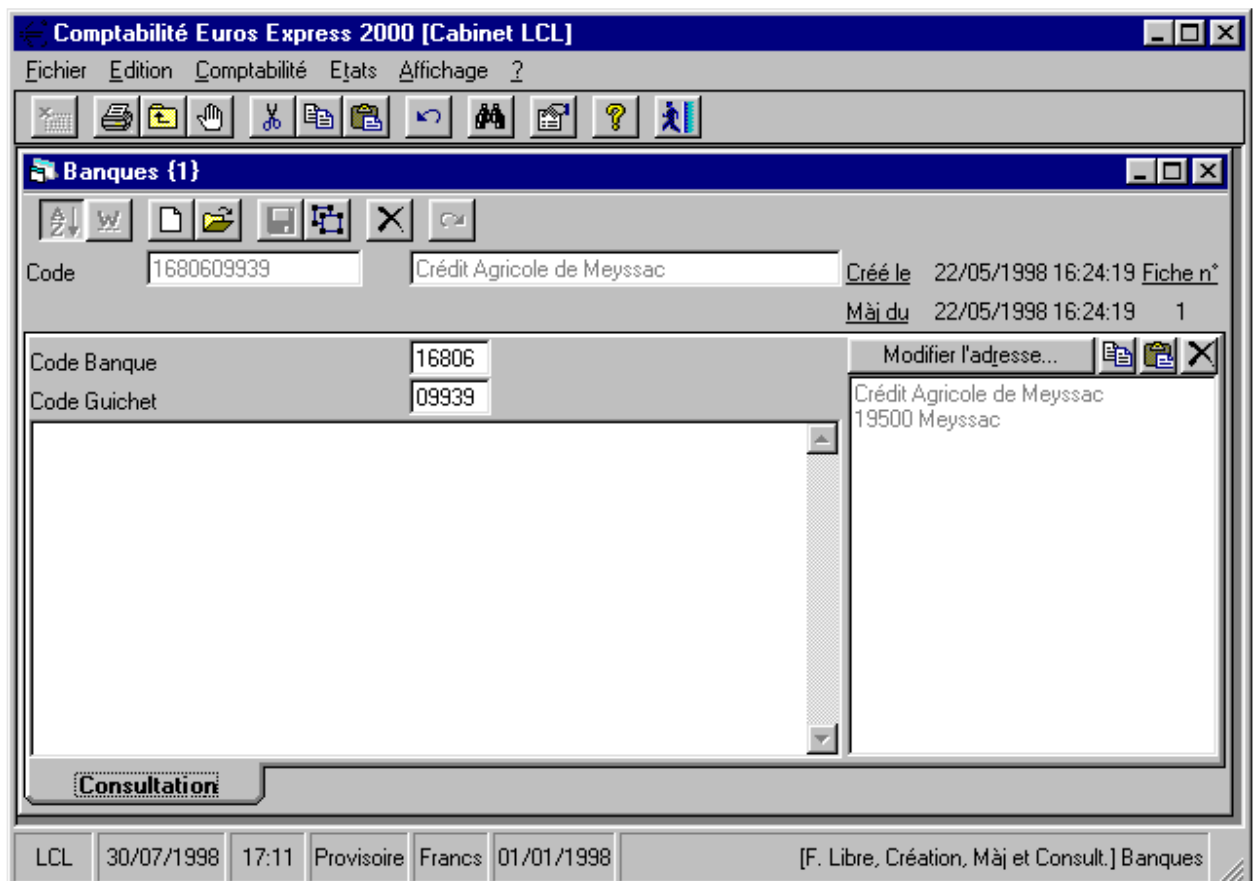 Comptabilité Euros Express 2000 [Cabinet LCL]
Fichier Edition Comptabilité Etats Affichage ?
Banques {1}
Code 1680609939 Crédit Agricole de Meyssac Créé le 22/05/1998 16:24:19 Fiche n°
Màj du 22/05/1998 16:24:19 1
Code Banque 16806 Modifier l'adresse...
Code Guichet 09939
Crédit Agricole de Meyssac
19500 Meyssac
Consultation
LCL 30/07/1998 17:11 Provisoire Francs 01/01/1998 [F. Libre, Création, Màj et Consult.] Banques